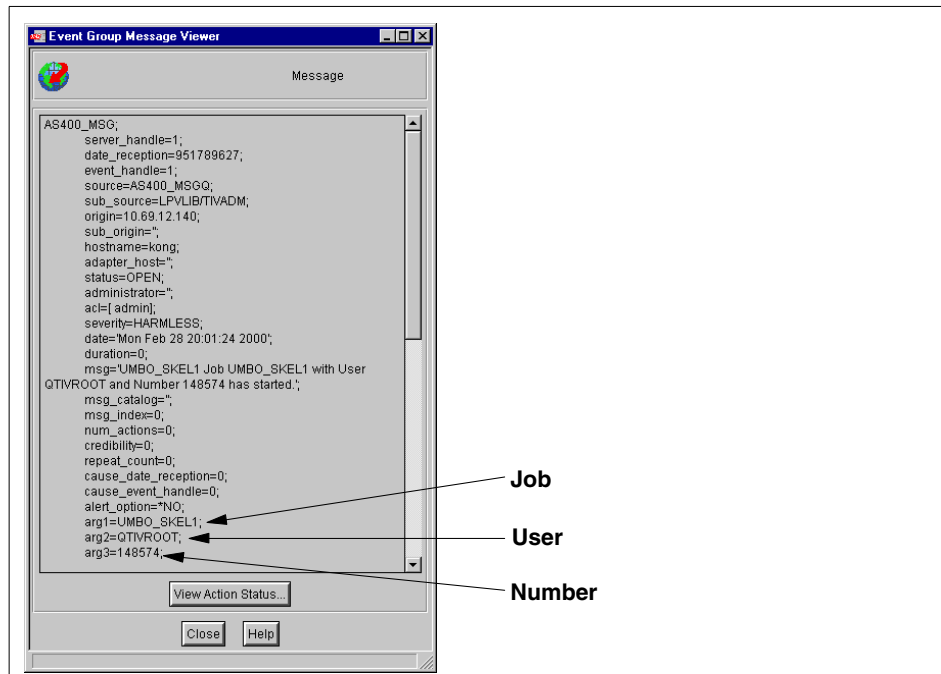 Event Group Message Viewer
Message
AS400_MSG;
server_handle=1;
date_reception=951789627;
event_handle=1;
source=AS400_MSGQ;
sub_source=LPVLIB/TIVADM;
origin=10.69.12.140;
sub_origin='';
hostname=kong;
adapter_host='';
status=OPEN;
administrator='';
acl=[ admin];
severity=HARMLESS;
date='Mon Feb 28 20:01:24 2000';
duration=0;
msg='UMBO_SKEL1 Job UMBO_SKEL1 with User
QTIVROOT and Number 148574 has started.';
msg_catalog='';
msg_index=0;
num_actions=0;
credibility=0;
repeat_count=0;
cause_date_reception=0;
cause_event_handle=0;
alert_option=*NO;
arg1=UMBO_SKEL1;
arg2=QTIVROOT;
arg3=148574;
Job
User
Number
View Action Status...
Close Help